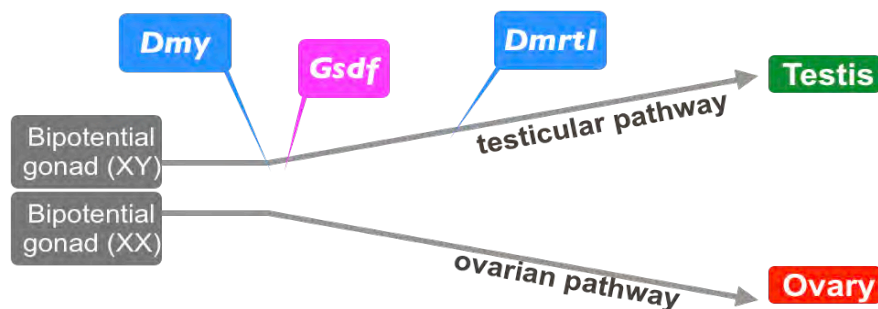 Dmy
Gsdf
Dmrt1
Testis
testicular pathway
Bipotential
gonad (XY)
Bipotential
gonad (XX)
ovarian pathway
Ovary